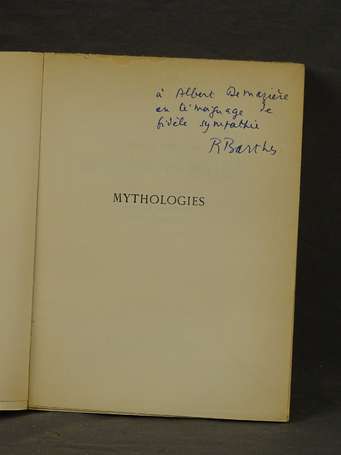 à Albert Demazière
en témoignage de
fidèle sympathie
R Barthes
MYTHOLOGIES